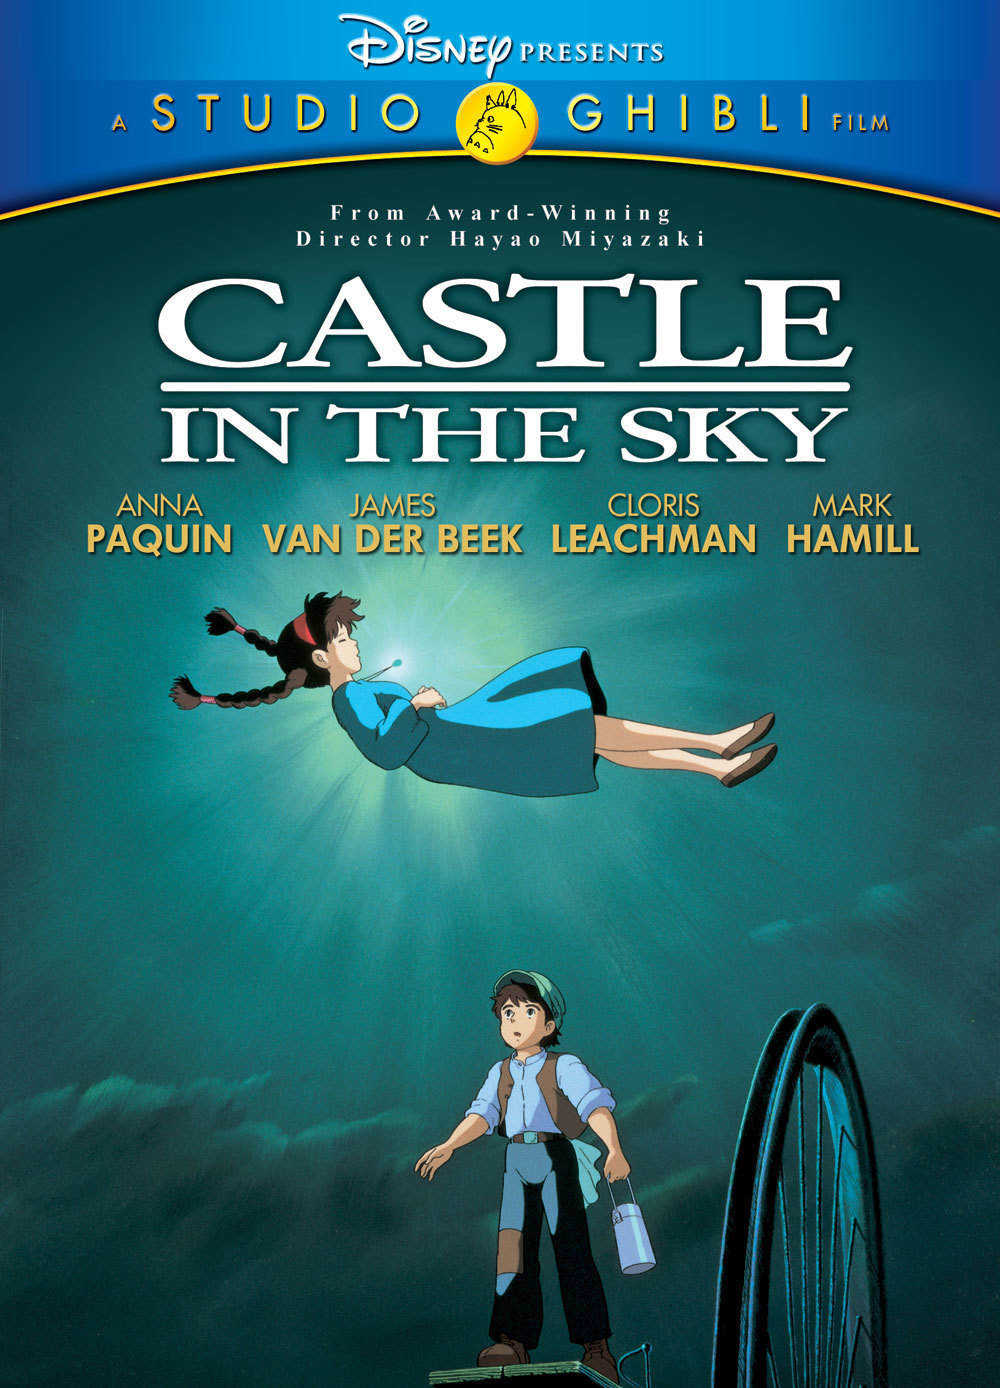 Disney PRESENTS
A STUDIO GHIBLI FILM
From Award-Winning
Director Hayao Miyazaki
CASTLE
IN THE SKY
ANNA PAQUIN
JAMES VAN DER BEEK
CLORIS LEACHMAN
MARK HAMILL